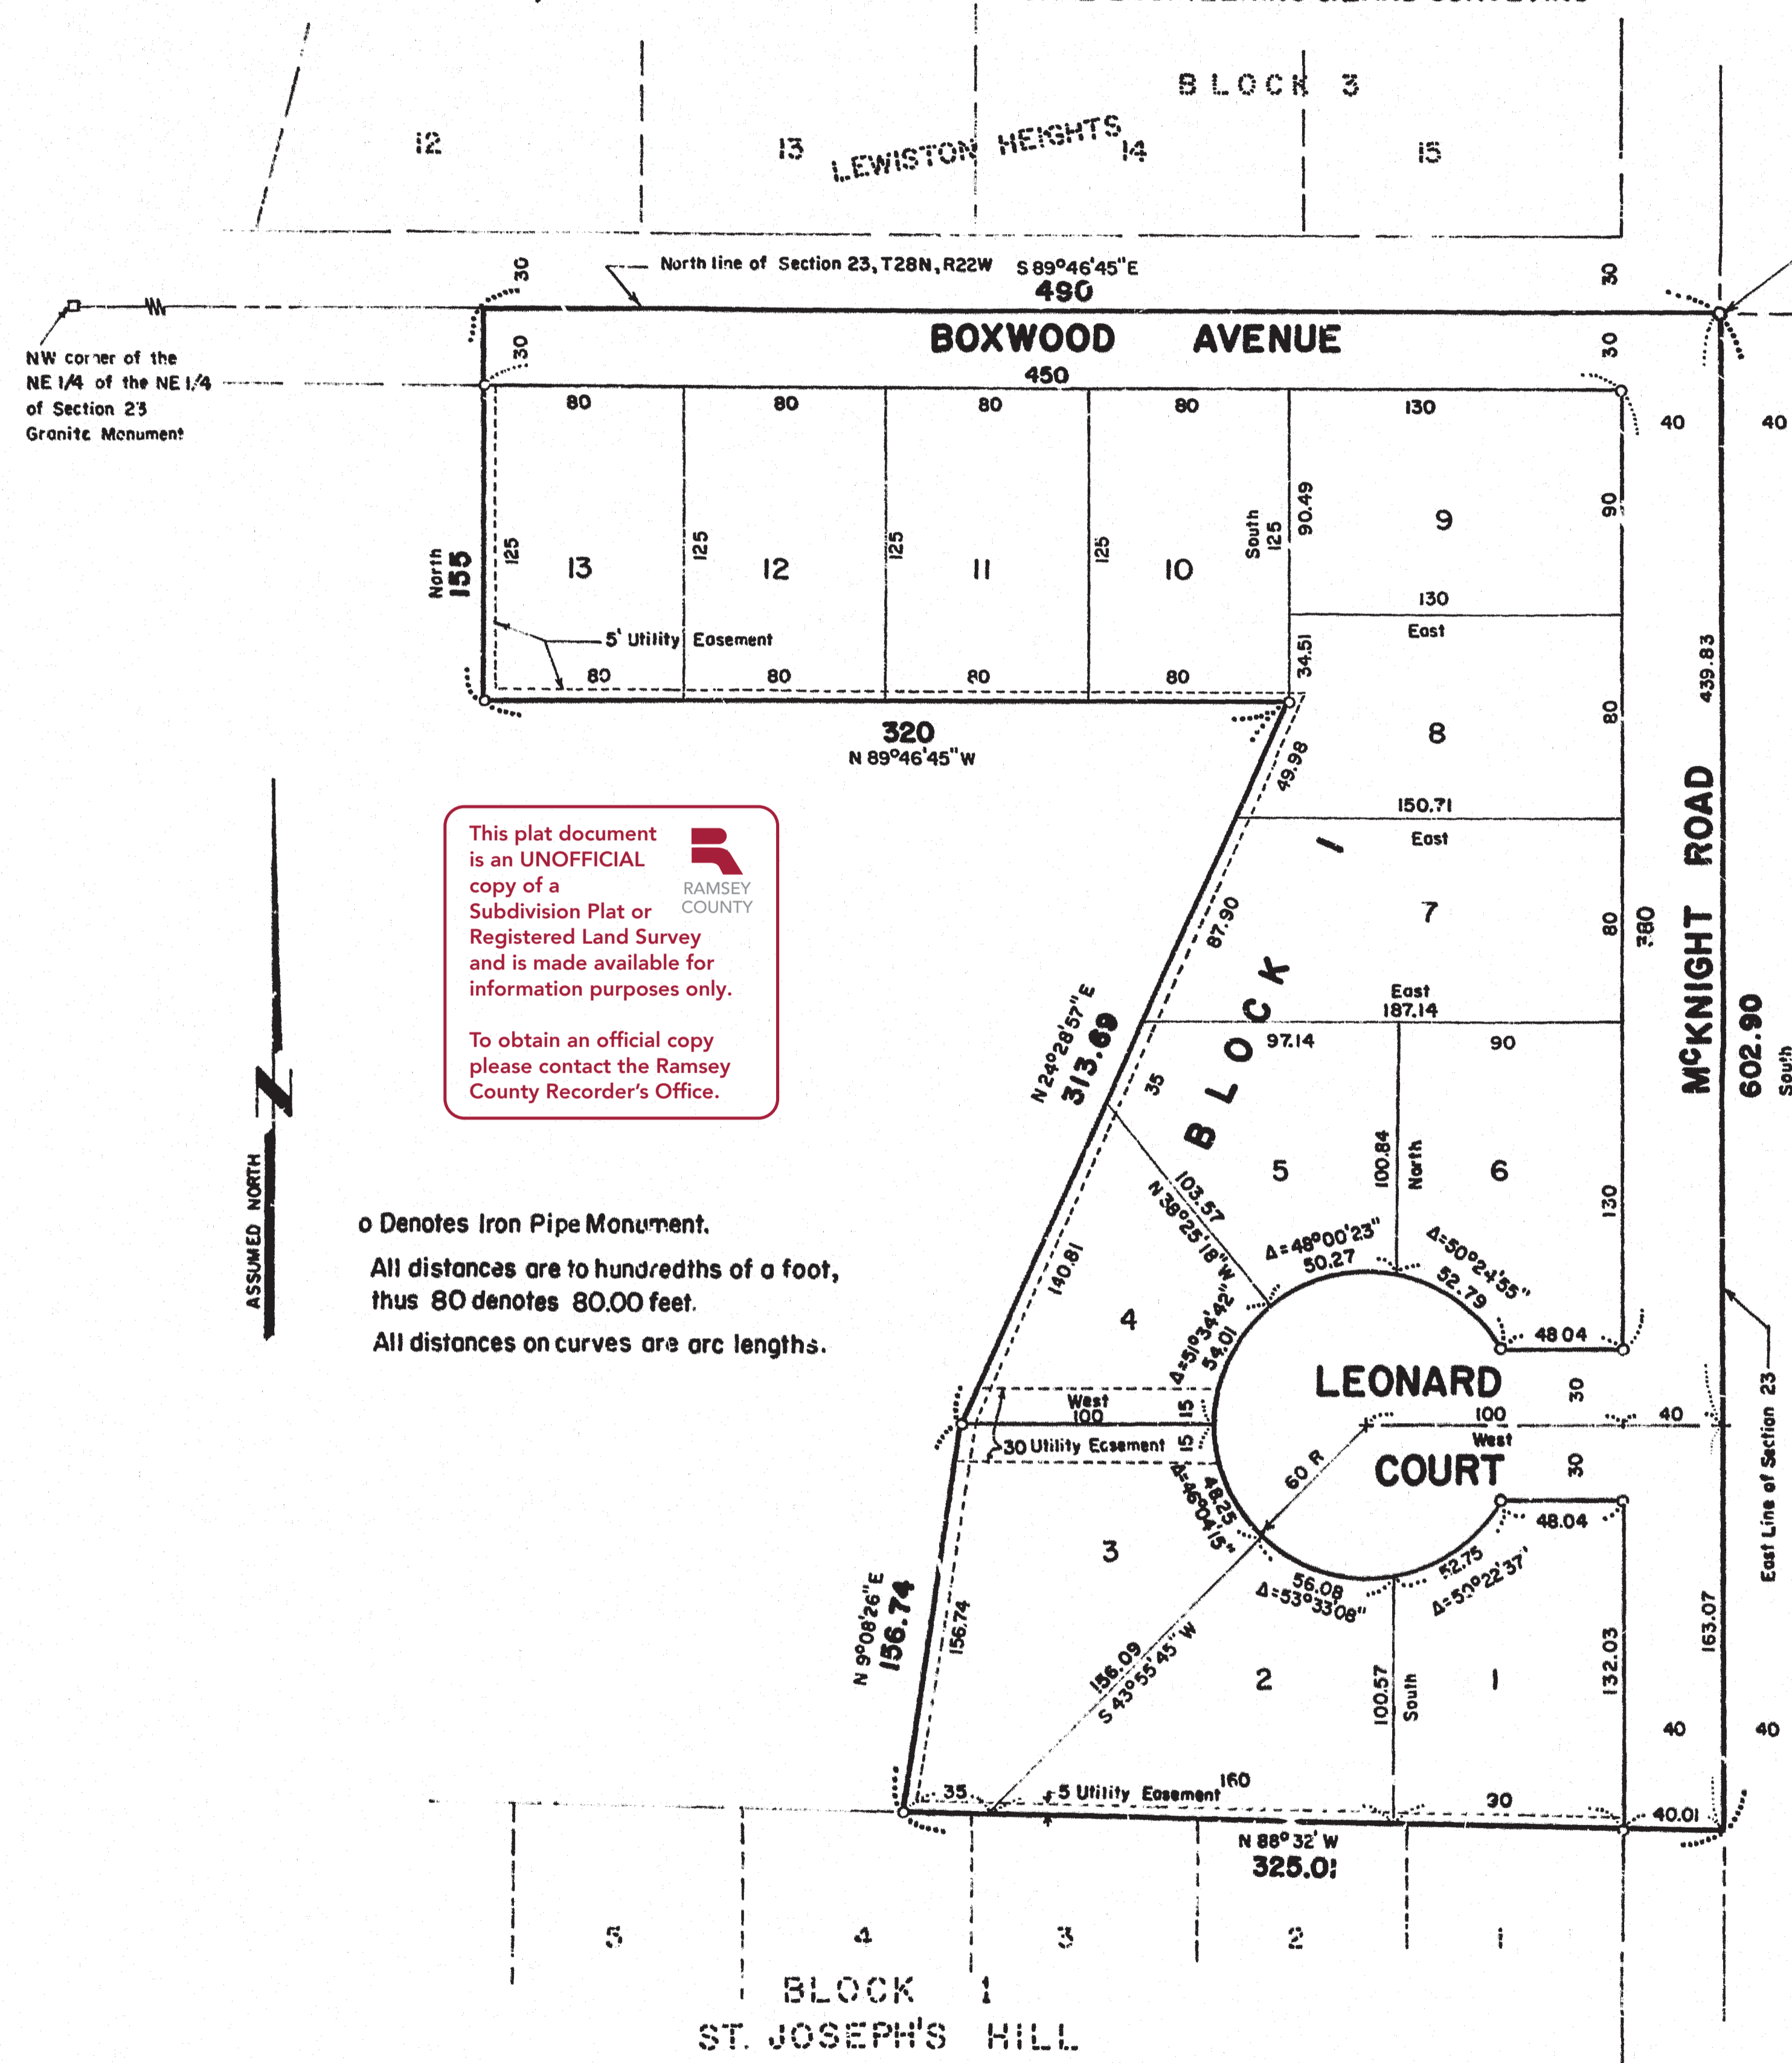 BLOCK 3
12
13
LEWISTON HEIGHTS
14
15
30
North line of Section 23, T28N, R22W S 89°46'45"E
490
30
BOXWOOD AVENUE
30
30
NW corner of the
NE 1/4 of the NE 1/4
of Section 23
Granite Monument
450
80
80
80
80
130
40
40
North
155
125
13
125
12
125
11
125
10
South
125
90.49
9
90
130
East
5' Utility Easement
80
80
80
80
34.51
439.83
320
N 89°46'45"W
49.98
8
80
150.71
East
This plat document
is an UNOFFICIAL
copy of a
Subdivision Plat or
Registered Land Survey
and is made available for
information purposes only.
To obtain an official copy
please contact the Ramsey
County Recorder's Office.
RAMSEY
COUNTY
BLOCK 1
87.90
7
80
380
McKNIGHT ROAD
602.90
South
N 24°28'57"E
313.69
East
187.14
97.14
90
35
5
100.84
North
6
130
103.57
N 38°25'18"W
Δ=48°00'23"
50.27
Δ=50°24'55"
52.79
ASSUMED NORTH
N
o Denotes Iron Pipe Monument.
All distances are to hundredths of a foot,
thus 80 denotes 80.00 feet.
All distances on curves are arc lengths.
140.81
4
Δ=51°34'42"
54.01
48.04
LEONARD
30
West
100
15
100
40
West
30 Utility Easement
15
COURT
30
60 R
48.25
Δ=46°04'15"
48.04
3
56.08
Δ=53°33'08"
52.75
Δ=50°22'37"
East Line of Section 23
N 9°08'26"E
156.74
156.74
156.09
S 43°55'45"W
2
100.57
South
1
132.03
163.07
40
40
35
5 Utility Easement
160
40.01
N 88°32' W
325.01
5
4
3
2
1
BLOCK 1
ST. JOSEPH'S HILL